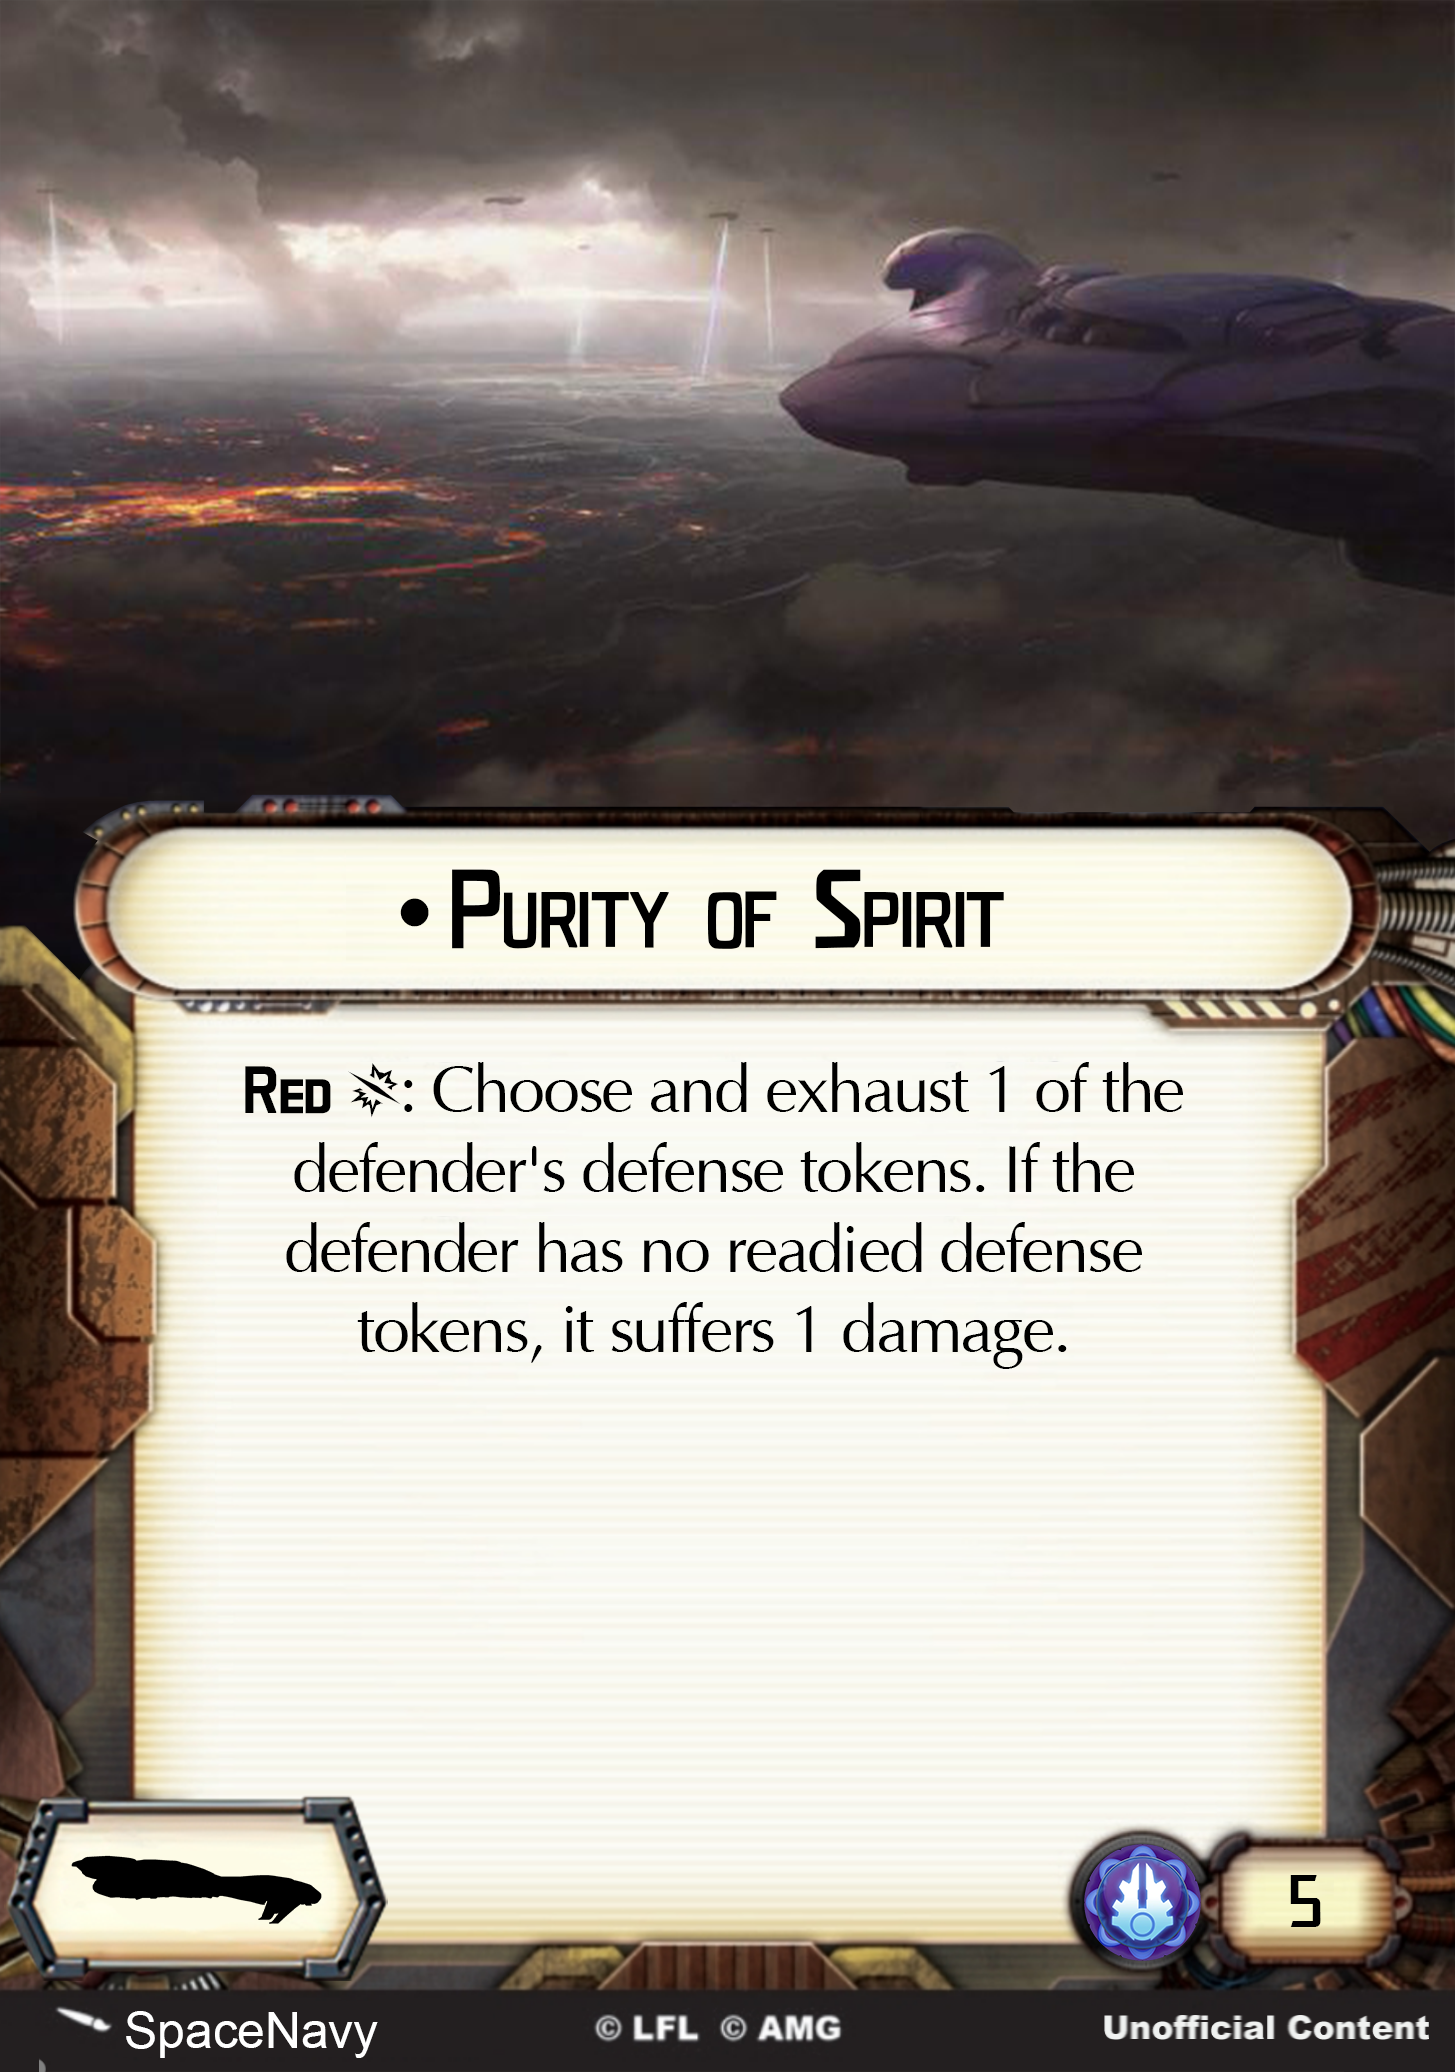 • Purity of Spirit
Red : Choose and exhaust 1 of the
defender's defense tokens. If the
defender has no readied defense
tokens, it suffers 1 damage.
5
SpaceNavy
© LFL © AMG
Unofficial Content